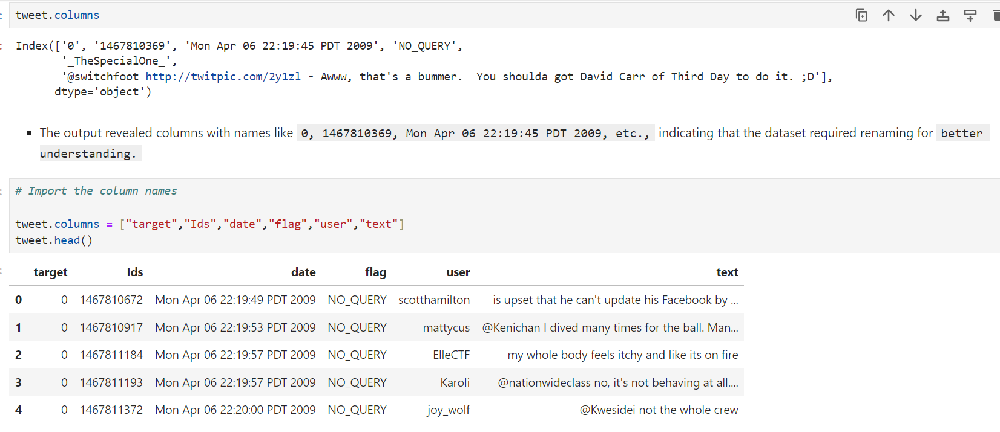 tweet.columns
Index(['0', '1467810369', 'Mon Apr 06 22:19:45 PDT 2009', 'NO_QUERY',
'_TheSpecialOne_',
'@switchfoot http://twitpic.com/2y1zl - Awww, that's a bummer.  You shoulda got David Carr of Third Day to do it. ;D'],
dtype='object')
• The output revealed columns with names like 0, 1467810369, Mon Apr 06 22:19:45 PDT 2009, etc., indicating that the dataset required renaming for better
understanding.
# Import the column names
tweet.columns = ["target","Ids","date","flag","user","text"]
tweet.head()
target Ids date flag user text
0 0 1467810672 Mon Apr 06 22:19:49 PDT 2009 NO_QUERY scotthamilton is upset that he can't update his Facebook by ...
1 0 1467810917 Mon Apr 06 22:19:53 PDT 2009 NO_QUERY mattycus @Kenichan I dived many times for the ball. Man...
2 0 1467811184 Mon Apr 06 22:19:57 PDT 2009 NO_QUERY ElleCTF my whole body feels itchy and like its on fire
3 0 1467811193 Mon Apr 06 22:19:57 PDT 2009 NO_QUERY Karoli @nationwideclass no, it's not behaving at all....
4 0 1467811372 Mon Apr 06 22:20:00 PDT 2009 NO_QUERY joy_wolf @Kwesidei not the whole crew